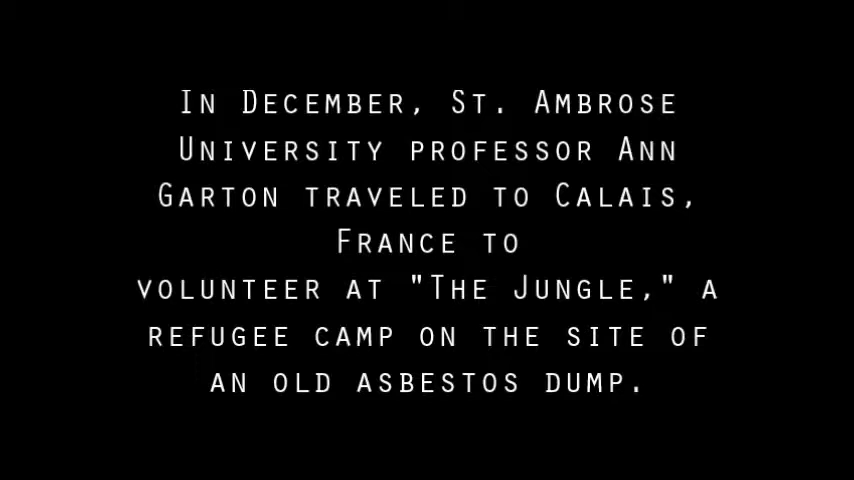 In December, St. Ambrose
University professor Ann
Garton traveled to Calais,
France to
volunteer at "The Jungle," a
refugee camp on the site of
an old asbestos dump.